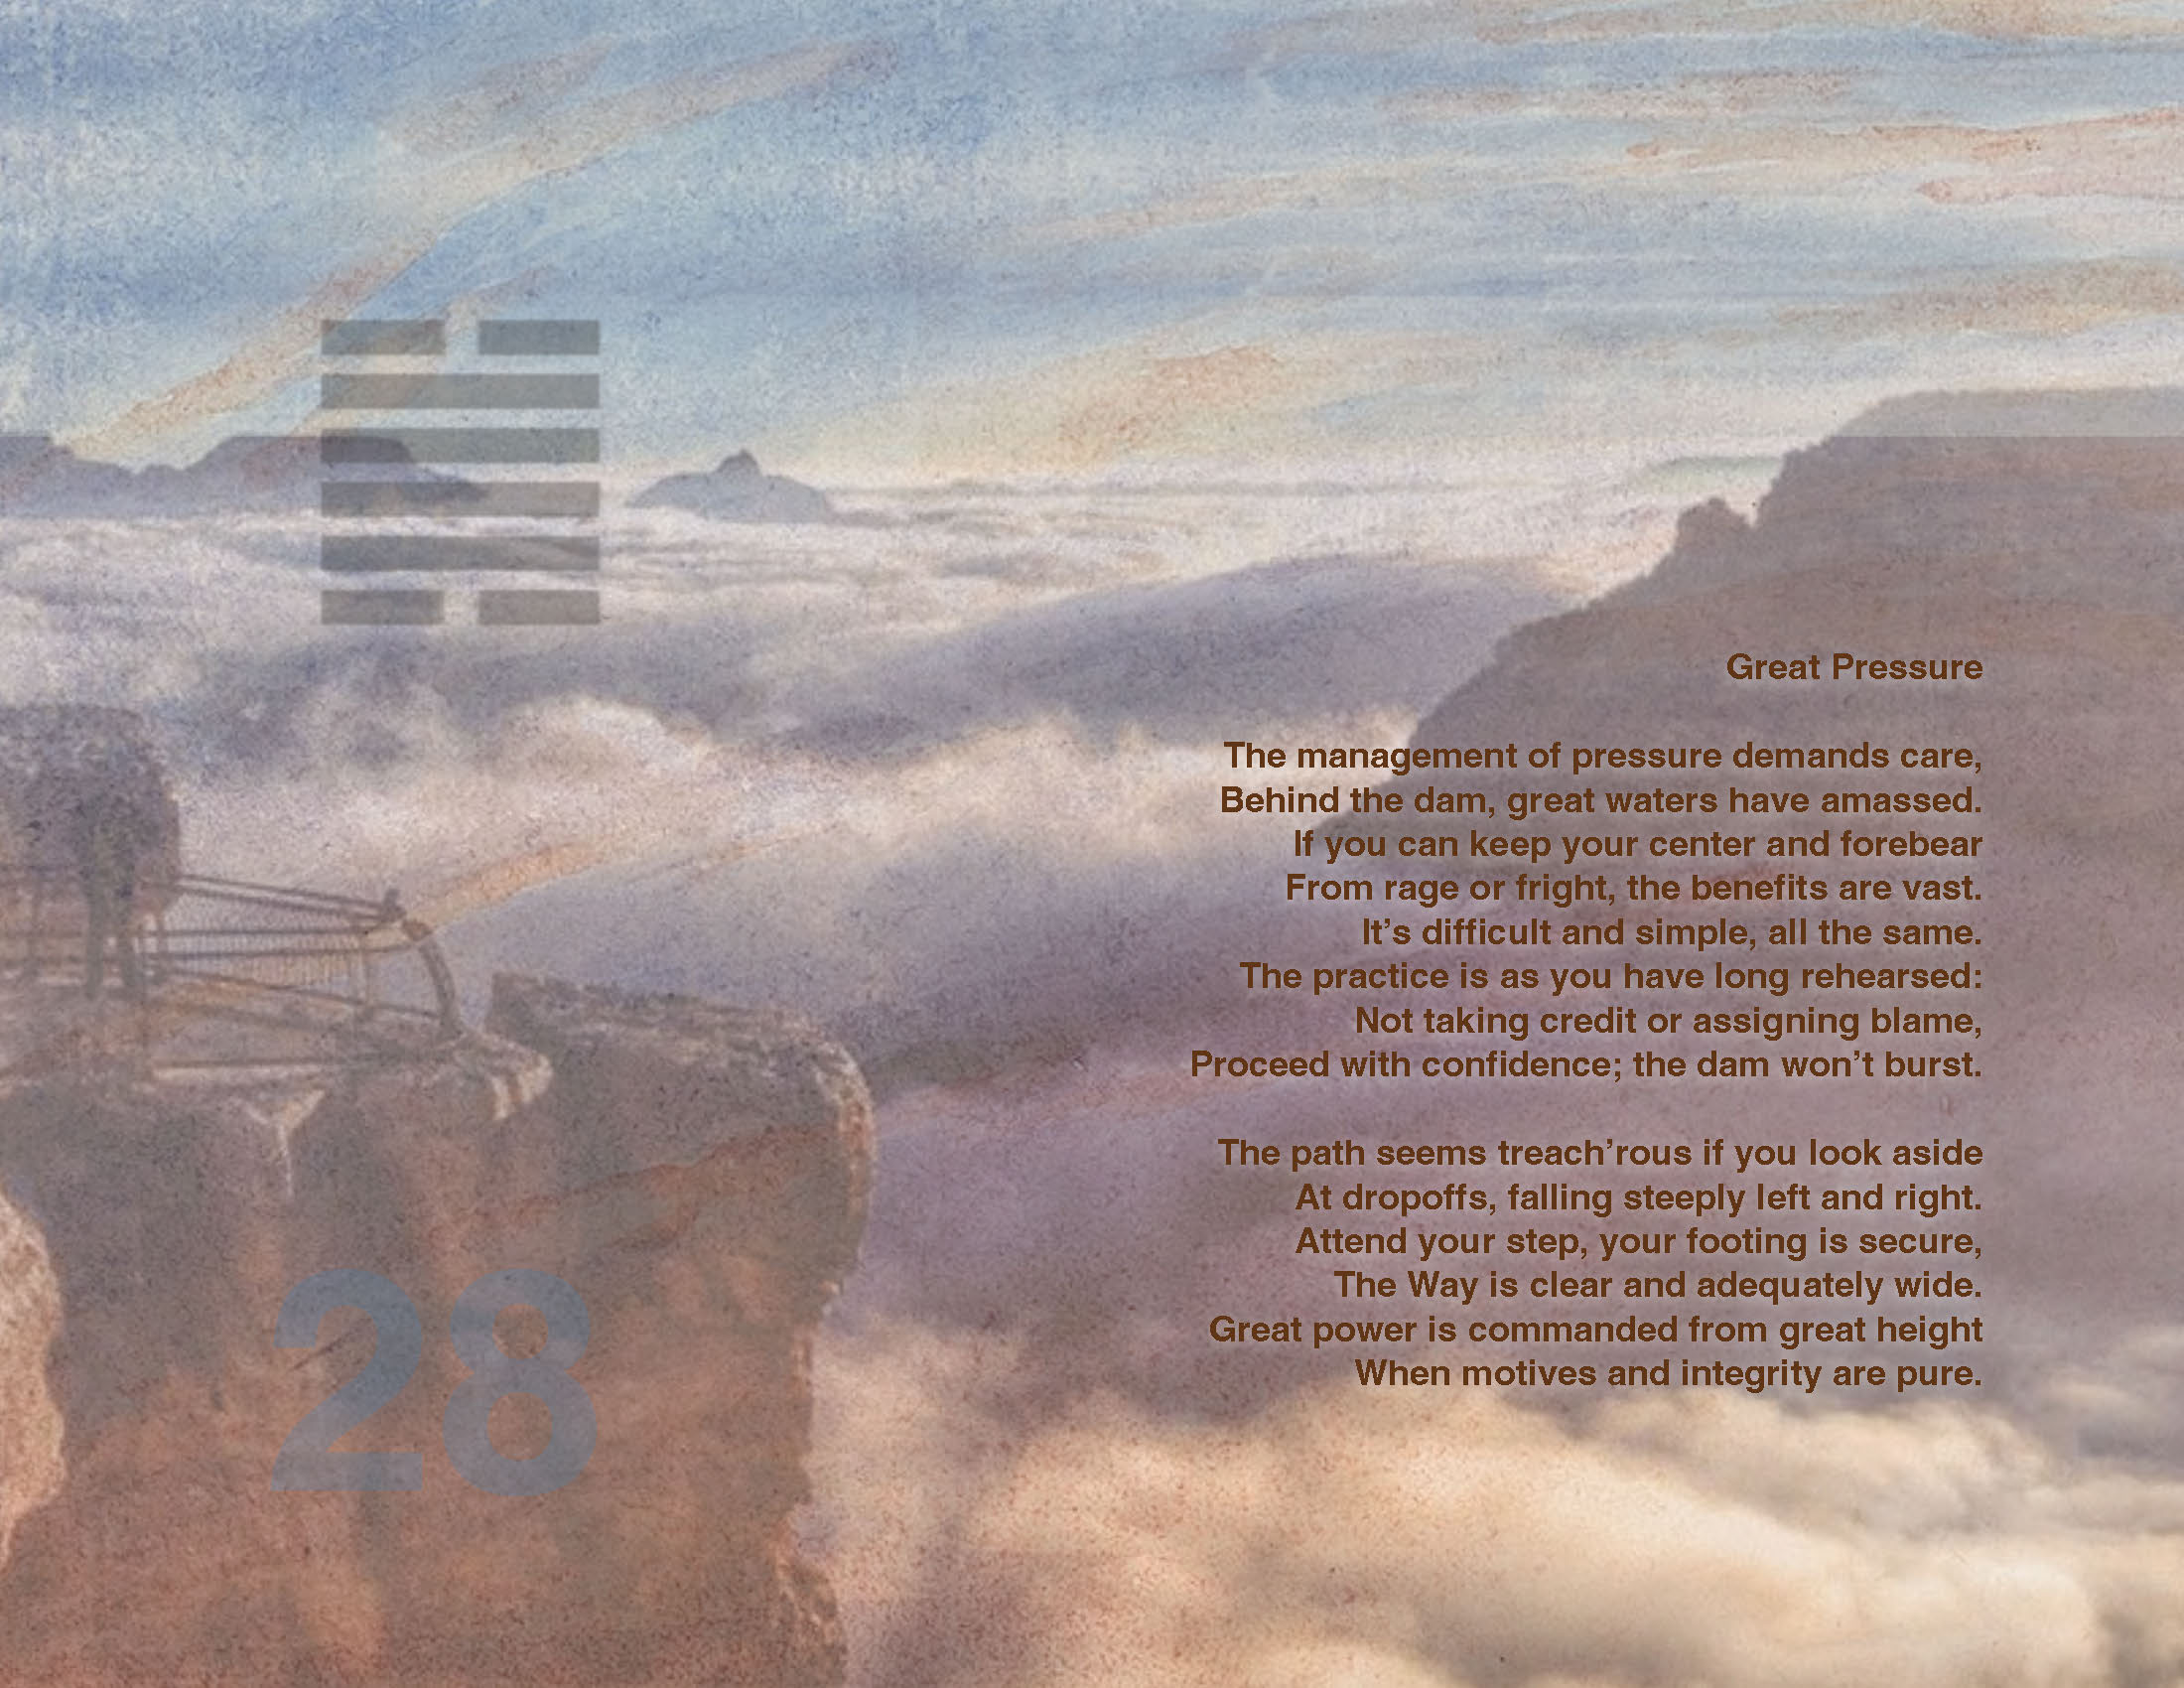 Great Pressure
The management of pressure demands care,
Behind the dam, great waters have amassed.
If you can keep your center and forebear
From rage or fright, the benefits are vast.
It’s difficult and simple, all the same.
The practice is as you have long rehearsed:
Not taking credit or assigning blame,
Proceed with confidence; the dam won’t burst.
The path seems treach’rous if you look aside
At dropoffs, falling steeply left and right.
Attend your step, your footing is secure,
The Way is clear and adequately wide.
Great power is commanded from great height
When motives and integrity are pure.
28